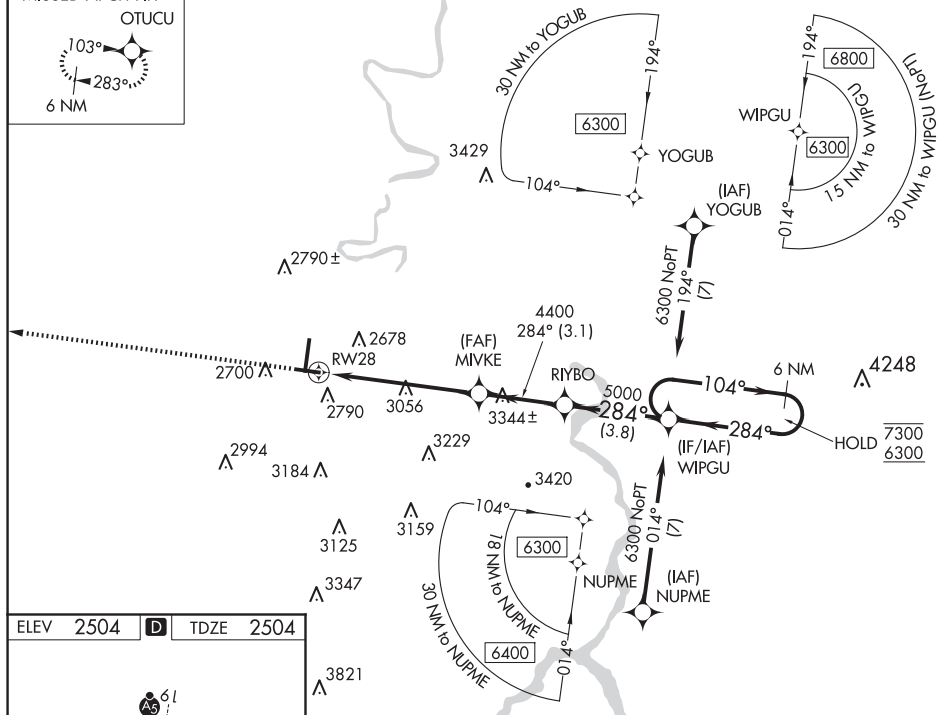 OTUCU
103°
283°
6 NM
30 NM to YOGUB
194°
6300
YOGUB
104°
3429
194°
6800
WIPGU
6300
15 NM to WIPGU
30 NM to WIPGU (NoPT)
014°
(IAF)
YOGUB
6300 NoPT
194°
(7)
2790 ±
4400
284° (3.1)
(FAF)
MIVKE
2678
RW28
2700
2790
3056
3344±
RIYBO
5000
284°
(3.8)
104°
6 NM
4248
284°
(IF/IAF)
WIPGU
HOLD
7300
6300
2994
3184
3229
3420
3159
3125
3347
104°
6300
18 NM to NUPME
NUPME
30 NM to NUPME
6400
014°
6300 NoPT
014°
(7)
(IAF)
NUPME
ELEV 2504 D TDZE 2504
3821
A5
61